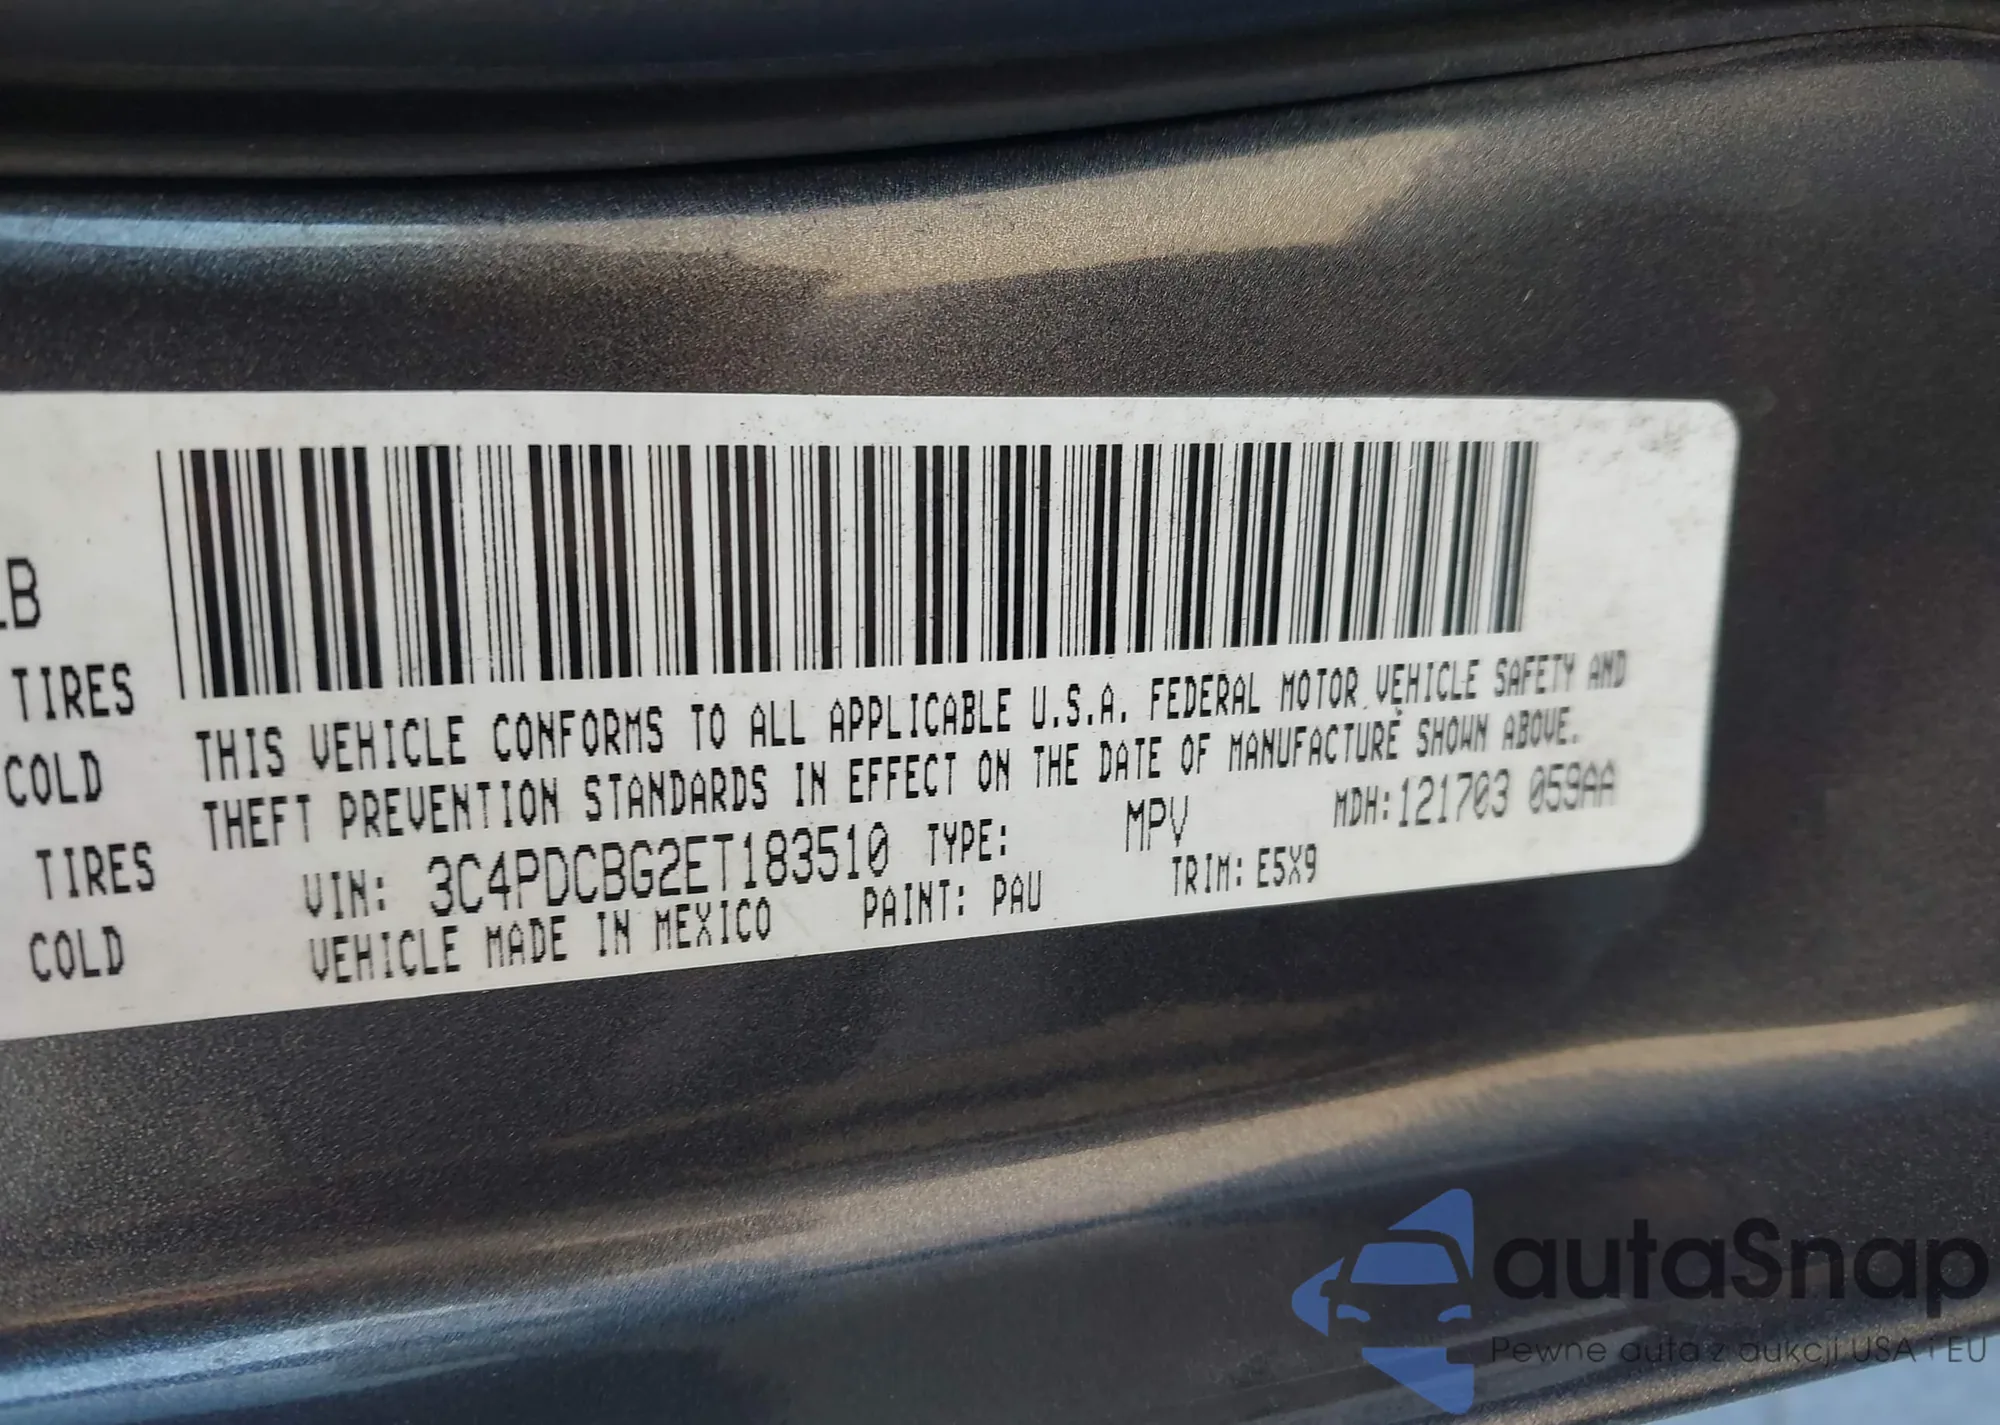 LB
TIRES
COLD
TIRES
COLD
THIS VEHICLE CONFORMS TO ALL APPLICABLE U.S.A. FEDERAL MOTOR VEHICLE SAFETY AND
THEFT PREVENTION STANDARDS IN EFFECT ON THE DATE OF MANUFACTURE SHOWN ABOVE.
VIN: 3C4PDCBG2ET183510 TYPE: MPV MDH:121703 059AA
VEHICLE MADE IN MEXICO PAINT: PAU TRIM: E5X9
autaSnap
Pewne auta z aukcji USA i EU